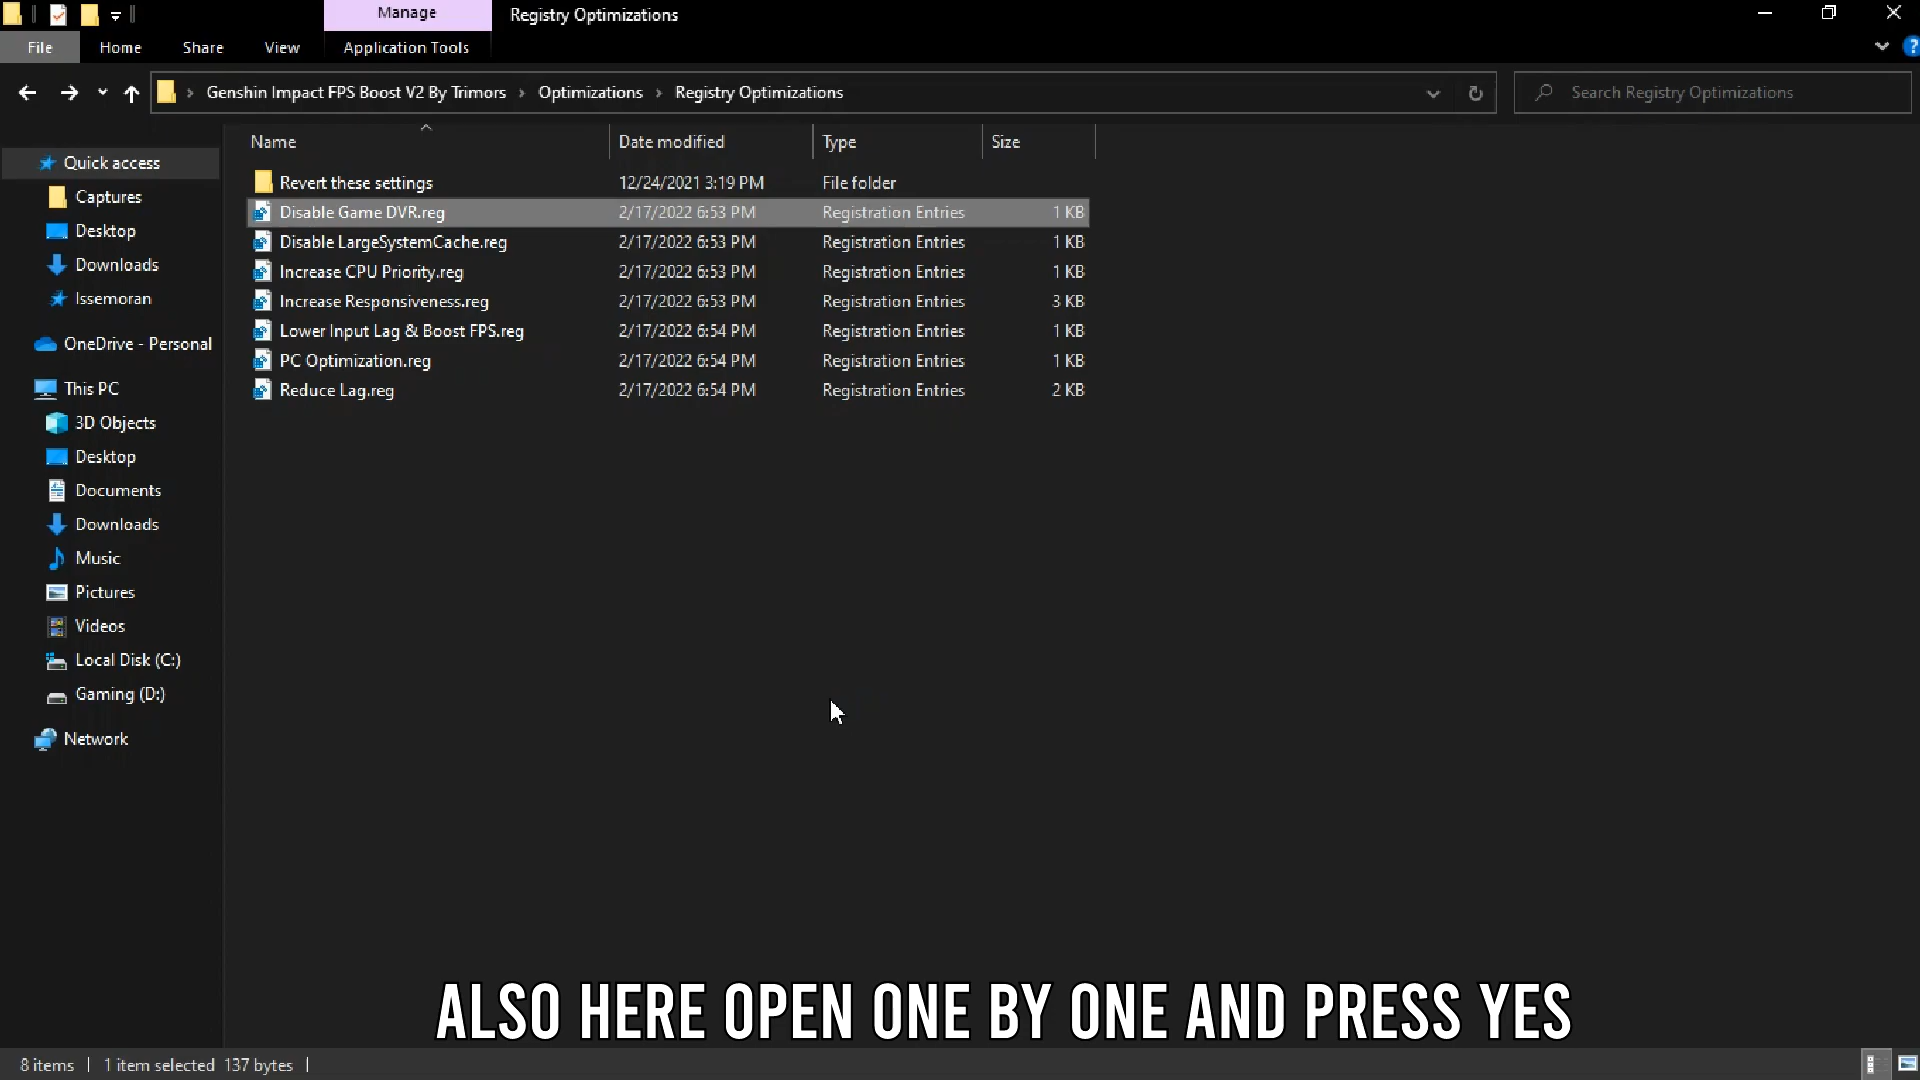 Manage
Registry Optimizations
File
Home
Share
View
Application Tools
?
Genshin Impact FPS Boost V2 By Trimors
Optimizations
Registry Optimizations
Search Registry Optimizations
Name
Date modified
Type
Size
Quick access
Captures
Desktop
Downloads
Issemoran
OneDrive - Personal
This PC
3D Objects
Desktop
Documents
Downloads
Music
Pictures
Videos
Local Disk (C:)
Gaming (D:)
Network
Revert these settings 12/24/2021 3:19 PM File folder
Disable Game DVR.reg 2/17/2022 6:53 PM Registration Entries 1 KB
Disable LargeSystemCache.reg 2/17/2022 6:53 PM Registration Entries 1 KB
Increase CPU Priority.reg 2/17/2022 6:53 PM Registration Entries 1 KB
Increase Responsiveness.reg 2/17/2022 6:53 PM Registration Entries 3 KB
Lower Input Lag & Boost FPS.reg 2/17/2022 6:54 PM Registration Entries 1 KB
PC Optimization.reg 2/17/2022 6:54 PM Registration Entries 1 KB
Reduce Lag.reg 2/17/2022 6:54 PM Registration Entries 2 KB
ALSO HERE OPEN ONE BY ONE AND PRESS YES
8 items 1 item selected 137 bytes